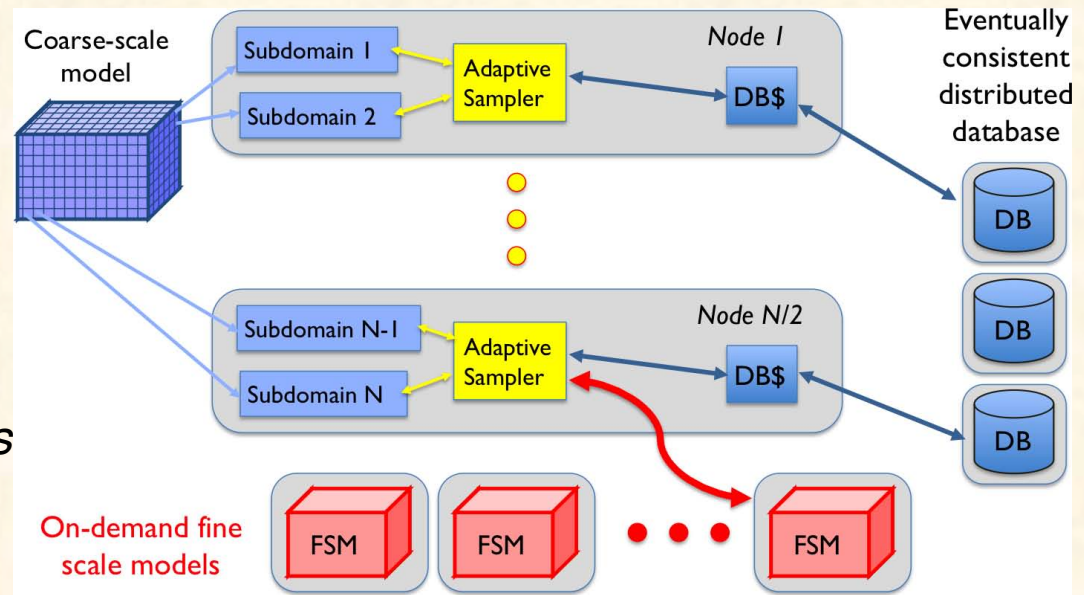 Coarse-scale
model
Subdomain 1
Subdomain 2
Adaptive
Sampler
Node 1
DB$
Eventually
consistent
distributed
database
DB
DB
DB
Subdomain N-1
Subdomain N
Adaptive
Sampler
Node N/2
DB$
s
On-demand fine
scale models
FSM
FSM
FSM